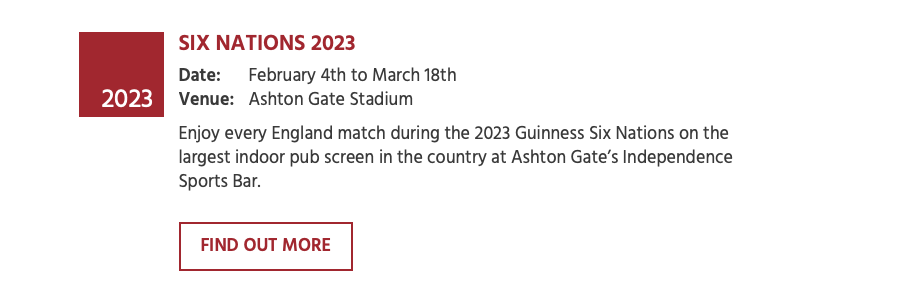 2023
SIX NATIONS 2023
Date: February 4th to March 18th
Venue: Ashton Gate Stadium
Enjoy every England match during the 2023 Guinness Six Nations on the
largest indoor pub screen in the country at Ashton Gate’s Independence
Sports Bar.
FIND OUT MORE